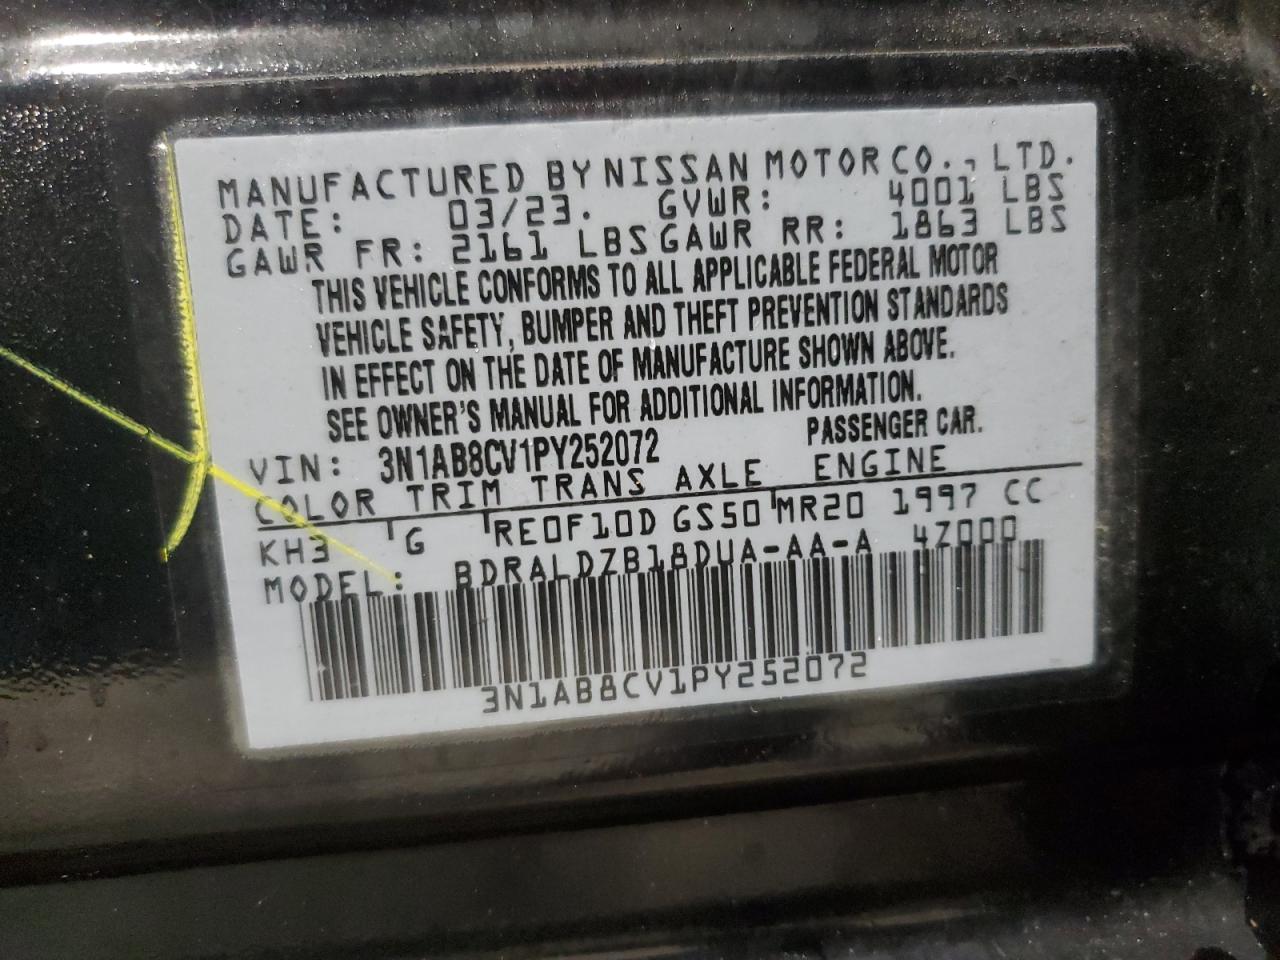 MANUFACTURED BY NISSAN MOTOR CO., LTD.
DATE: 03/23. GVWR: 4001 LBS
GAWR FR: 2161 LBS GAWR RR: 1863 LBS
THIS VEHICLE CONFORMS TO ALL APPLICABLE FEDERAL MOTOR
VEHICLE SAFETY, BUMPER AND THEFT PREVENTION STANDARDS
IN EFFECT ON THE DATE OF MANUFACTURE SHOWN ABOVE.
SEE OWNER'S MANUAL FOR ADDITIONAL INFORMATION.
VIN: 3N1AB8CV1PY252072 PASSENGER CAR.
COLOR TRIM TRANS AXLE ENGINE
KH3 G RE0F10D GS50 MR20 1997 CC
MODEL: BDRALDZB18DUA-AA-A 4Z000
3N1AB8CV1PY252072